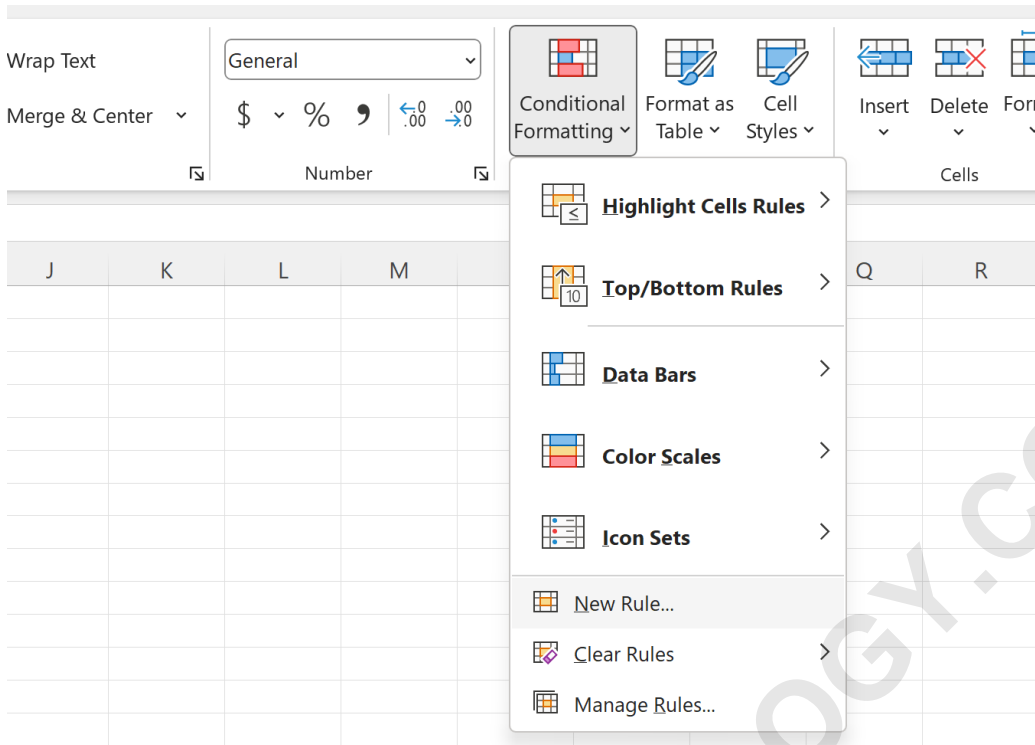 Wrap Text
General
Conditional
Formatting
Format as
Table
Cell
Styles
Insert
Delete
Merge & Center
$ % , .0 .00 .00 .0
Number
Cells
J K L M Q R
≤
Highlight Cells Rules
10
Top/Bottom Rules
Data Bars
Color Scales
Icon Sets
New Rule...
Clear Rules
Manage Rules...
OGY.C